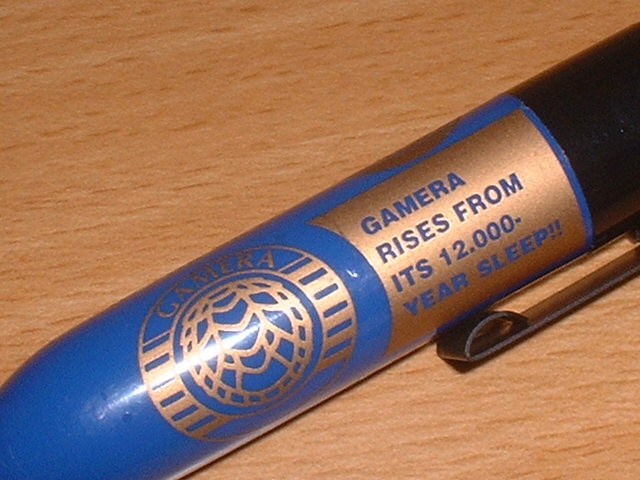 GAMERA
RISES FROM
ITS 12.000-
YEAR SLEEP!!
GAMERA